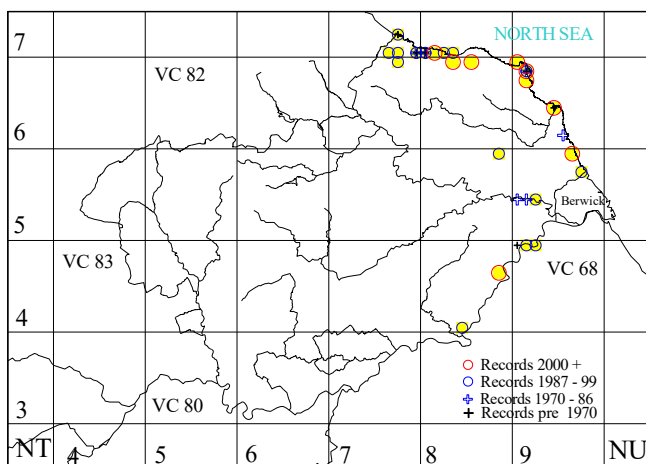 NORTH SEA
7
VC 82
6
Berwick
5
VC 83
VC 68
4
Records 2000 +
Records 1987 - 99
Records 1970 - 86
VC 80
Records pre 1970
3
NT 4 5 6 7 8 9 NU